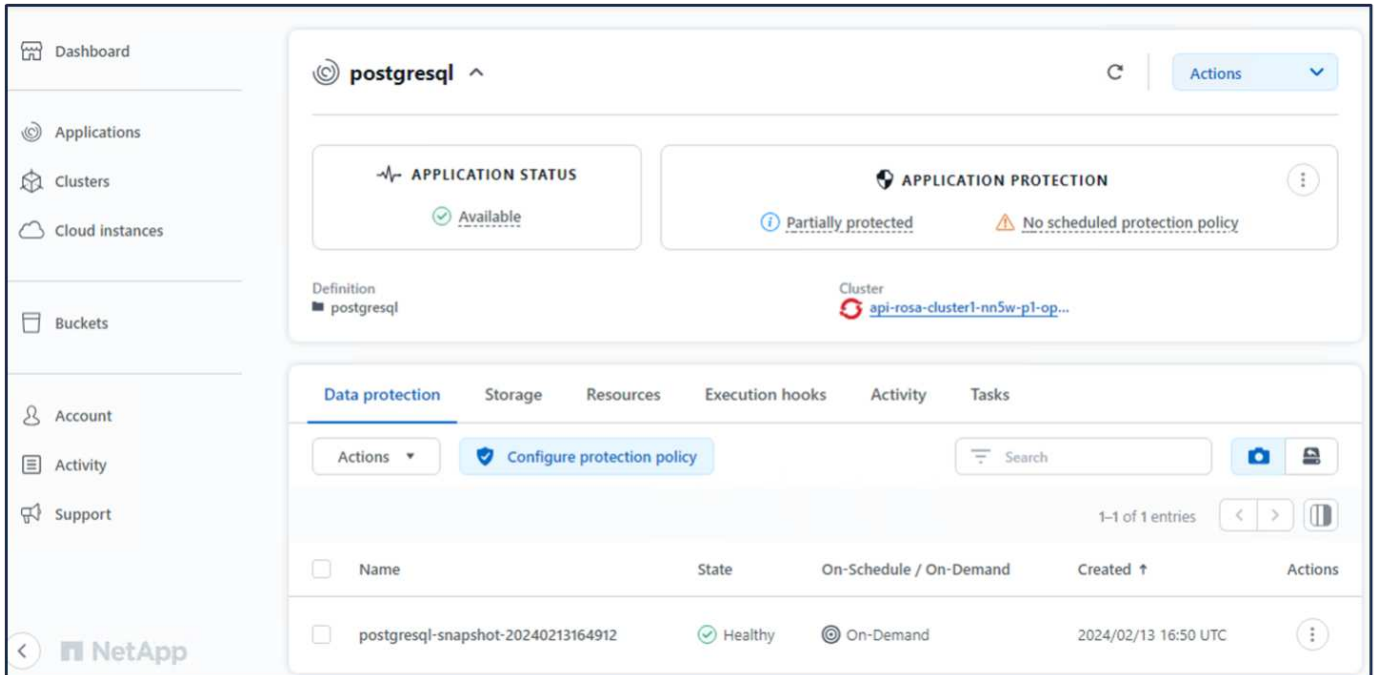 Dashboard
Applications
Clusters
Cloud instances
Buckets
Account
Activity
Support
NetApp
postgresql
Actions
APPLICATION STATUS
Available
APPLICATION PROTECTION
Partially protected
No scheduled protection policy
Definition
postgresql
Cluster
api-rosa-cluster1-nn5w-p1-op...
Data protection Storage Resources Execution hooks Activity Tasks
Actions Configure protection policy Search
1–1 of 1 entries
Name State On-Schedule / On-Demand Created ↑ Actions
postgresql-snapshot-20240213164912 Healthy On-Demand 2024/02/13 16:50 UTC